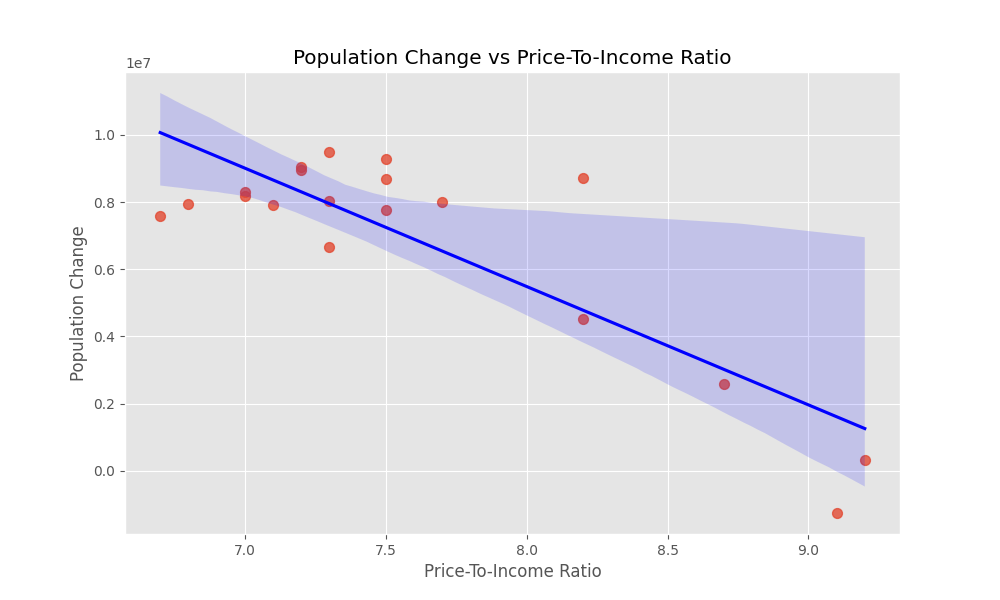 Population Change vs Price-To-Income Ratio
1e7
1.0
0.8
0.6
0.4
0.2
0.0
Population Change
7.0 7.5 8.0 8.5 9.0
Price-To-Income Ratio